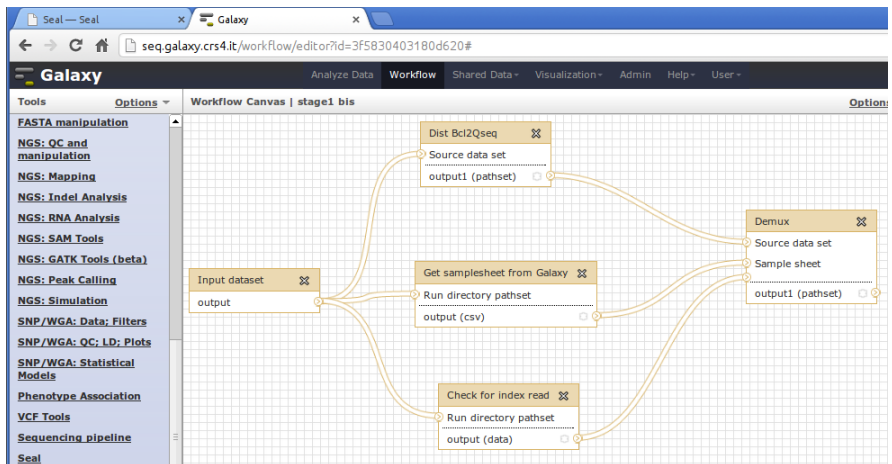 Seal — Seal
Galaxy
seq.galaxy.crs4.it/workflow/editor?id=3f5830403180d620#
Galaxy
Analyze Data Workflow Shared Data Visualization Admin Help User
Tools Options
Workflow Canvas | stage1 bis
Options
FASTA manipulation
NGS: QC and
manipulation
NGS: Mapping
NGS: Indel Analysis
NGS: RNA Analysis
NGS: SAM Tools
NGS: GATK Tools (beta)
NGS: Peak Calling
NGS: Simulation
SNP/WGA: Data; Filters
SNP/WGA: QC; LD; Plots
SNP/WGA: Statistical
Models
Phenotype Association
VCF Tools
Sequencing pipeline
Seal
Input dataset
output
Dist Bcl2Qseq
Source data set
output1 (pathset)
Get samplesheet from Galaxy
Run directory pathset
output (csv)
Check for index read
Run directory pathset
output (data)
Demux
Source data set
Sample sheet
output1 (pathset)